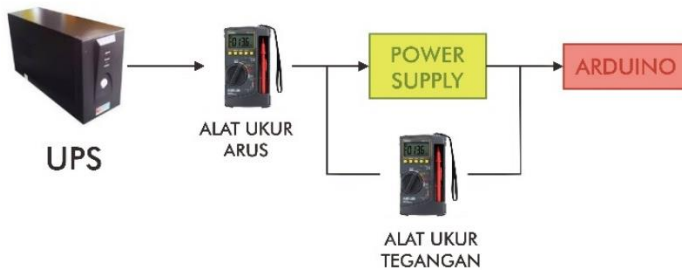 UPS
ALAT UKUR
ARUS
POWER
SUPPLY
ARDUINO
ALAT UKUR
TEGANGAN